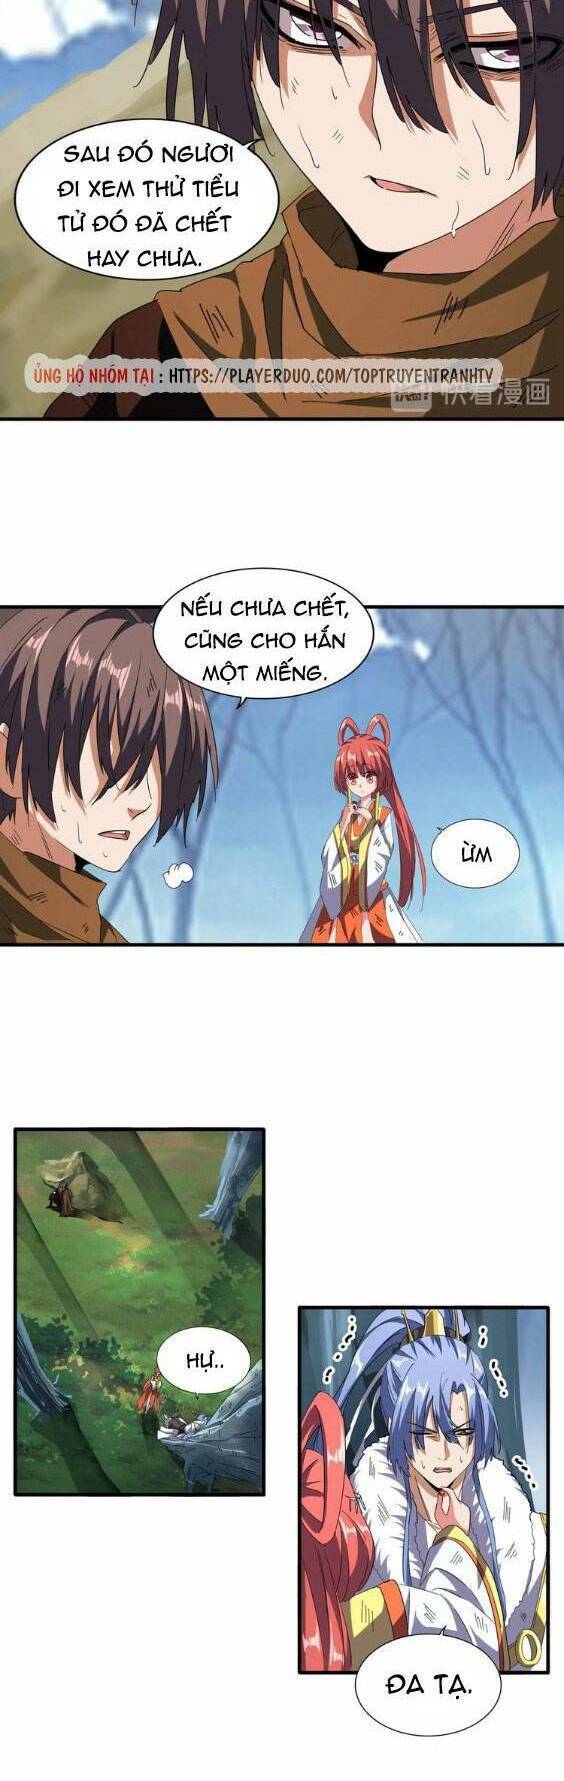 SAU ĐÓ NGƯƠI
ĐI XEM THỬ TIỂU
TỬ ĐÓ ĐÃ CHẾT
HAY CHƯA.
ỦNG HỘ NHÓM TẠI : HTTPS://PLAYERDUO.COM/TOPTRUYENTRANHTV
快看漫画
NẾU CHƯA CHẾT,
CŨNG CHO HẮN
MỘT MIẾNG.
ỪM
HỰ..
ĐA TẠ.